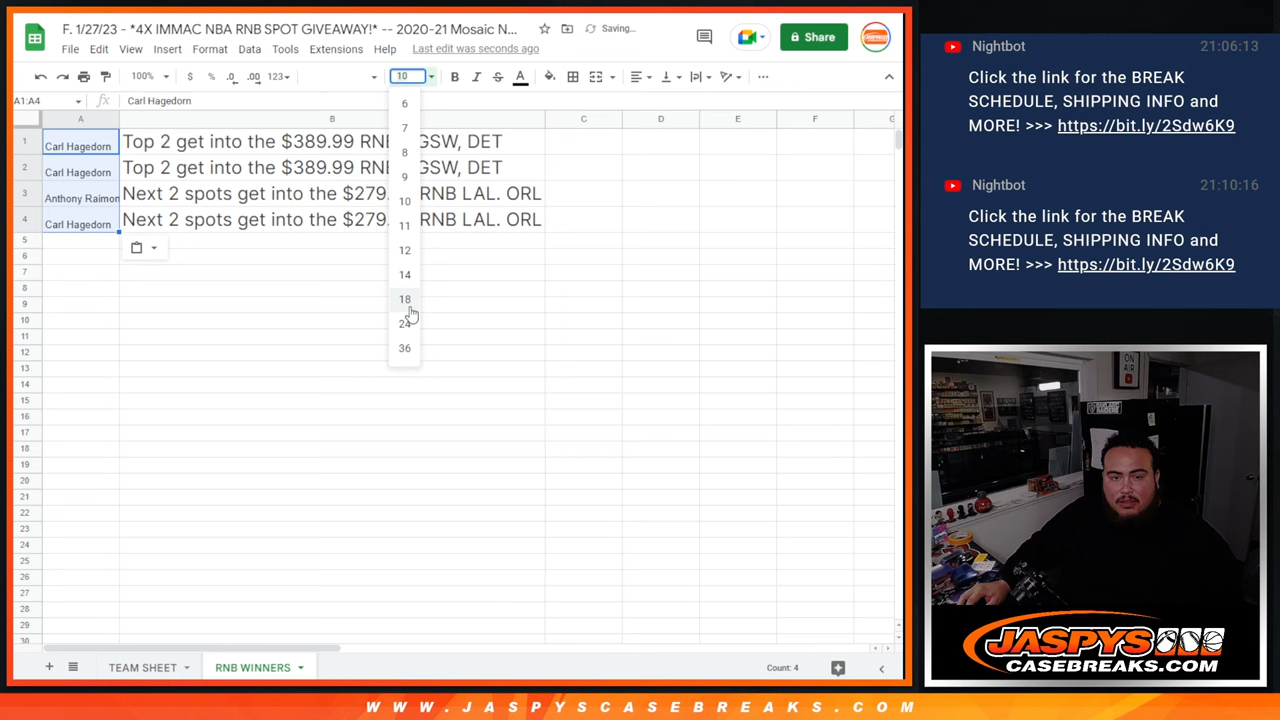 F. 1/27/23 - *4X IMMAC NBA RNB SPOT GIVEAWAY!* -- 2020-21 Mosaic N...
Saving...
Share
File Edit View Insert Format Data Tools Extensions Help Last edit was seconds ago
100% $ % .0 .00 123 10 B I S A
A1:A4 fx Carl Hagedorn
A B C D E F G
1 Carl Hagedorn Top 2 get into the $389.99 RNB GSW, DET
2 Carl Hagedorn Top 2 get into the $389.99 RNB GSW, DET
3 Anthony Raimon Next 2 spots get into the $279. RNB LAL. ORL
4 Carl Hagedorn Next 2 spots get into the $279. RNB LAL. ORL
5
6
7
8
9
10
11
12
13
14
15
16
17
18
19
20
21
22
23
24
25
26
27
28
29
30
6
7
8
9
10
11
12
14
18
24
36
TEAM SHEET
RNB WINNERS
Count: 4
Nightbot 21:06:13
Click the link for the BREAK
SCHEDULE, SHIPPING INFO and
MORE! >>> https://bit.ly/2Sdw6K9
Nightbot 21:10:16
Click the link for the BREAK
SCHEDULE, SHIPPING INFO and
MORE! >>> https://bit.ly/2Sdw6K9
ON
AIR
JASPYS
CASEBREAKS.COM
WWW.JASPYSCASEBREAKS.COM